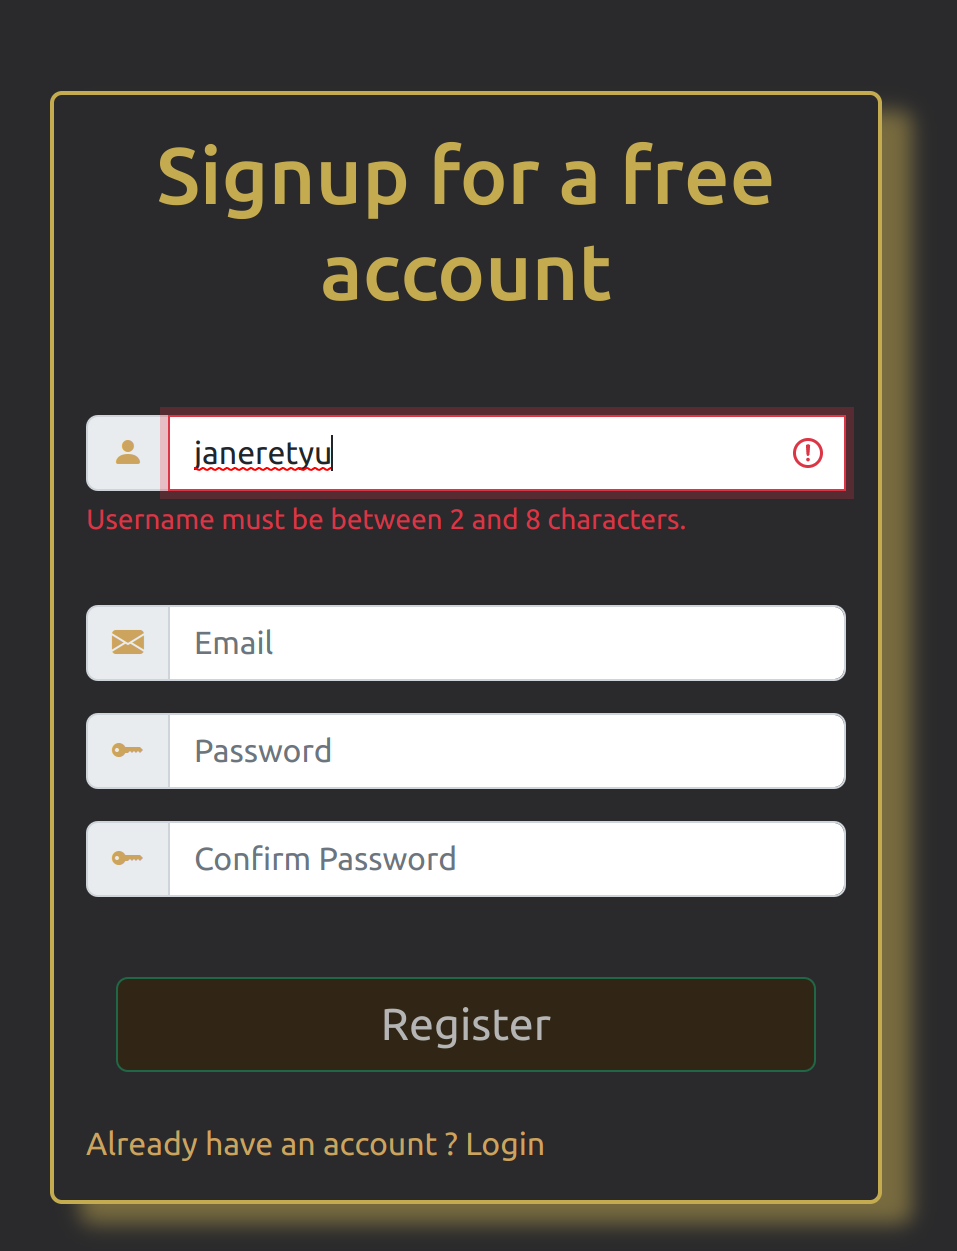 Signup for a free
account
janeretyu
Username must be between 2 and 8 characters.
Email
Password
Confirm Password
Register
Already have an account ? Login